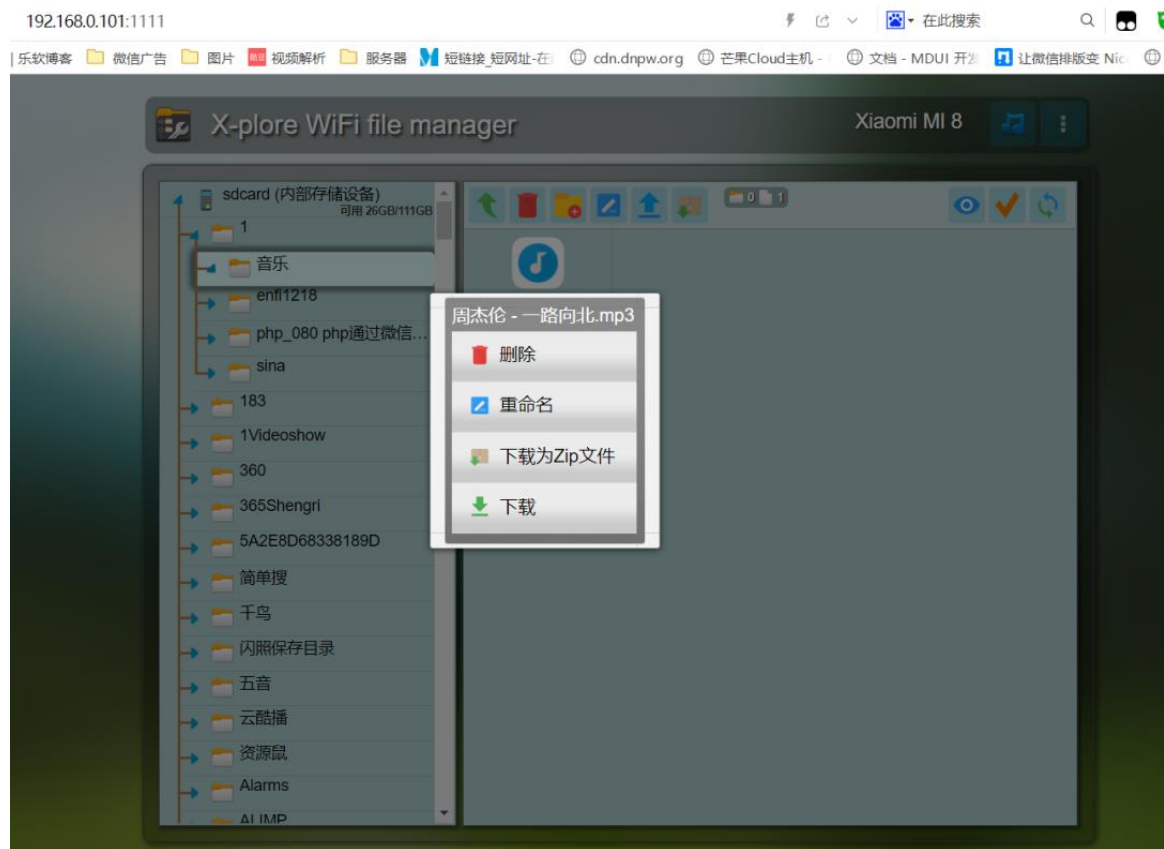 192.168.0.101:1111
在此搜索
乐软博客 微信广告 图片 视频解析 服务器 短链接_短网址-在 cdn.dnpw.org 芒果Cloud主机 - 文档 - MDUI 开发 让微信排版变 Nic
X-plore WiFi file manager
Xiaomi MI 8
sdcard (内部存储设备)
可用 26GB/111GB
0 1
1
音乐
enfi1218
php_080 php通过微信...
sina
183
1Videoshow
360
365Shengri
5A2E8D68338189D
简单搜
千鸟
闪照保存目录
五音
云酷播
资源鼠
Alarms
周杰伦 - 一路向北.mp3
删除
重命名
下载为Zip文件
下载